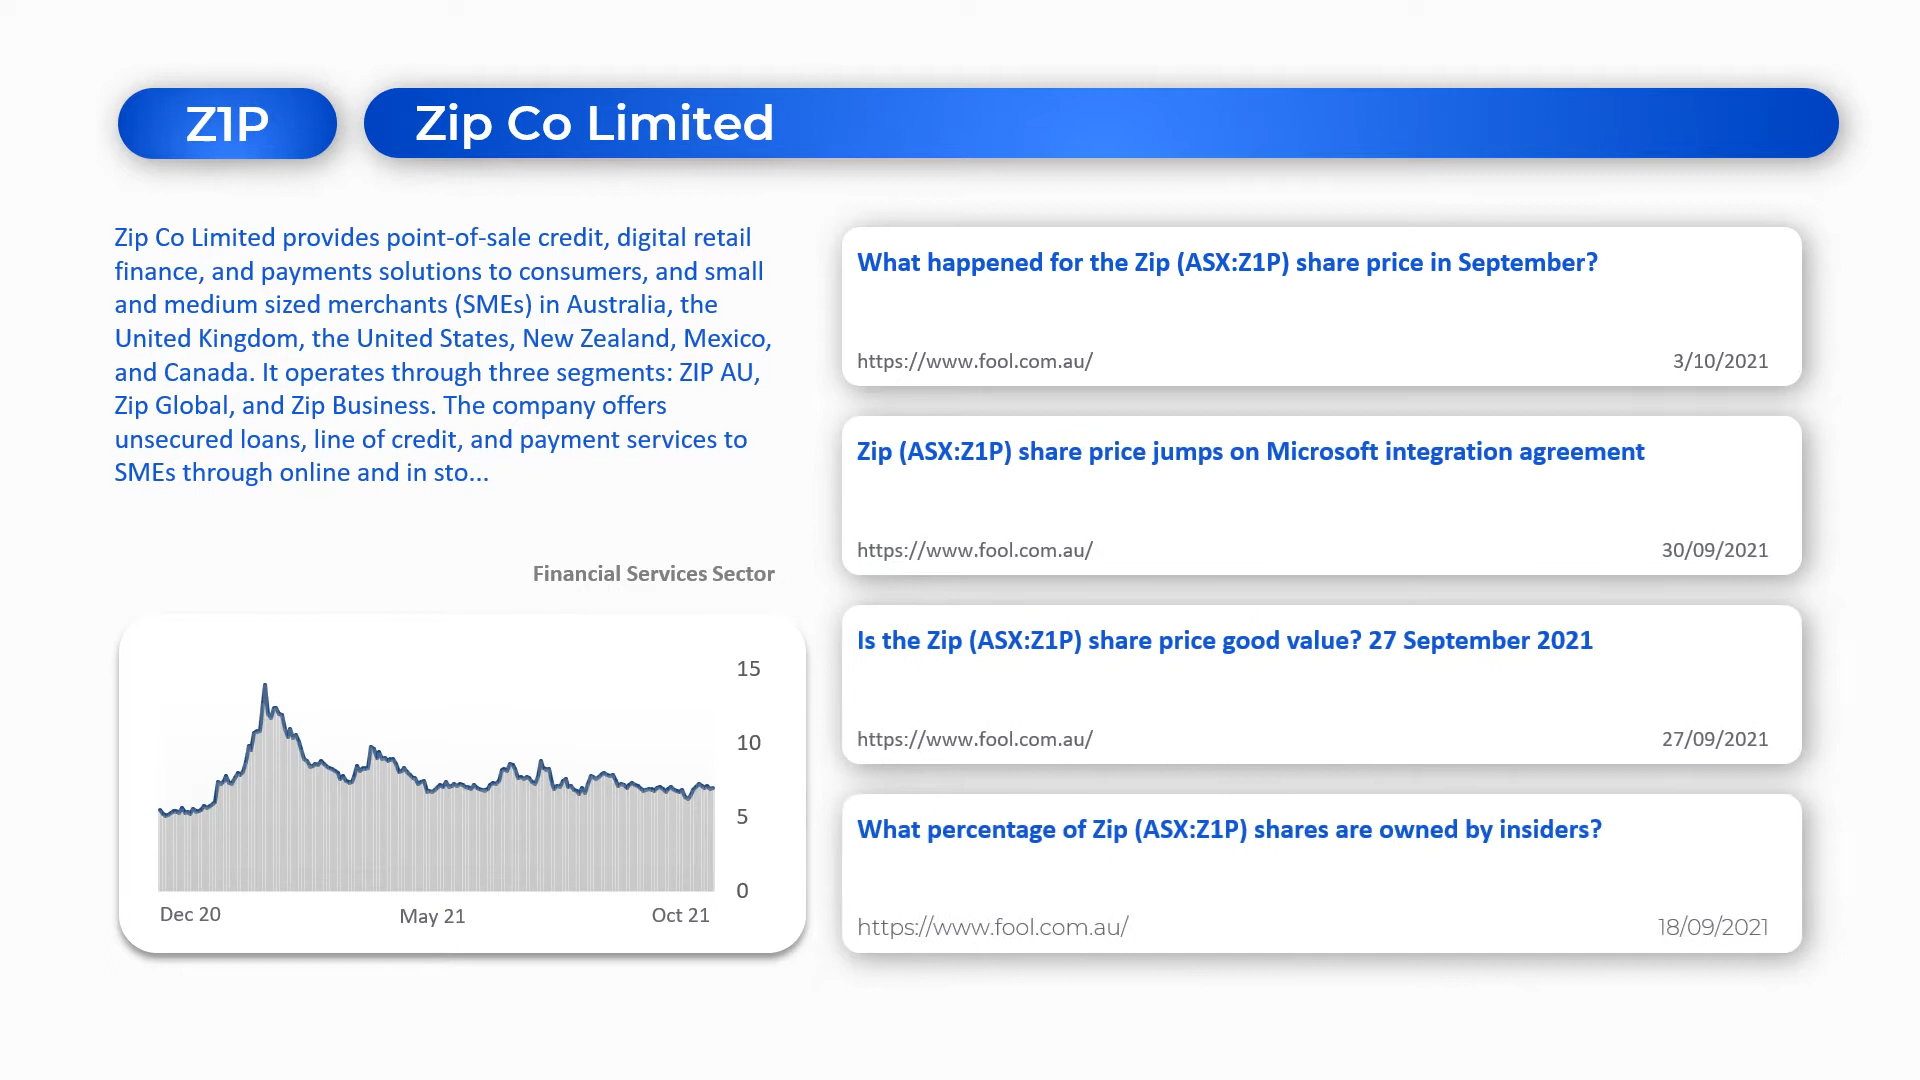 Z1P
Zip Co Limited
Zip Co Limited provides point-of-sale credit, digital retail
finance, and payments solutions to consumers, and small
and medium sized merchants (SMEs) in Australia, the
United Kingdom, the United States, New Zealand, Mexico,
and Canada. It operates through three segments: ZIP AU,
Zip Global, and Zip Business. The company offers
unsecured loans, line of credit, and payment services to
SMEs through online and in sto...
Financial Services Sector
15
10
5
0
Dec 20
May 21
Oct 21
What happened for the Zip (ASX:Z1P) share price in September?
https://www.fool.com.au/
3/10/2021
Zip (ASX:Z1P) share price jumps on Microsoft integration agreement
https://www.fool.com.au/
30/09/2021
Is the Zip (ASX:Z1P) share price good value? 27 September 2021
https://www.fool.com.au/
27/09/2021
What percentage of Zip (ASX:Z1P) shares are owned by insiders?
https://www.fool.com.au/
18/09/2021